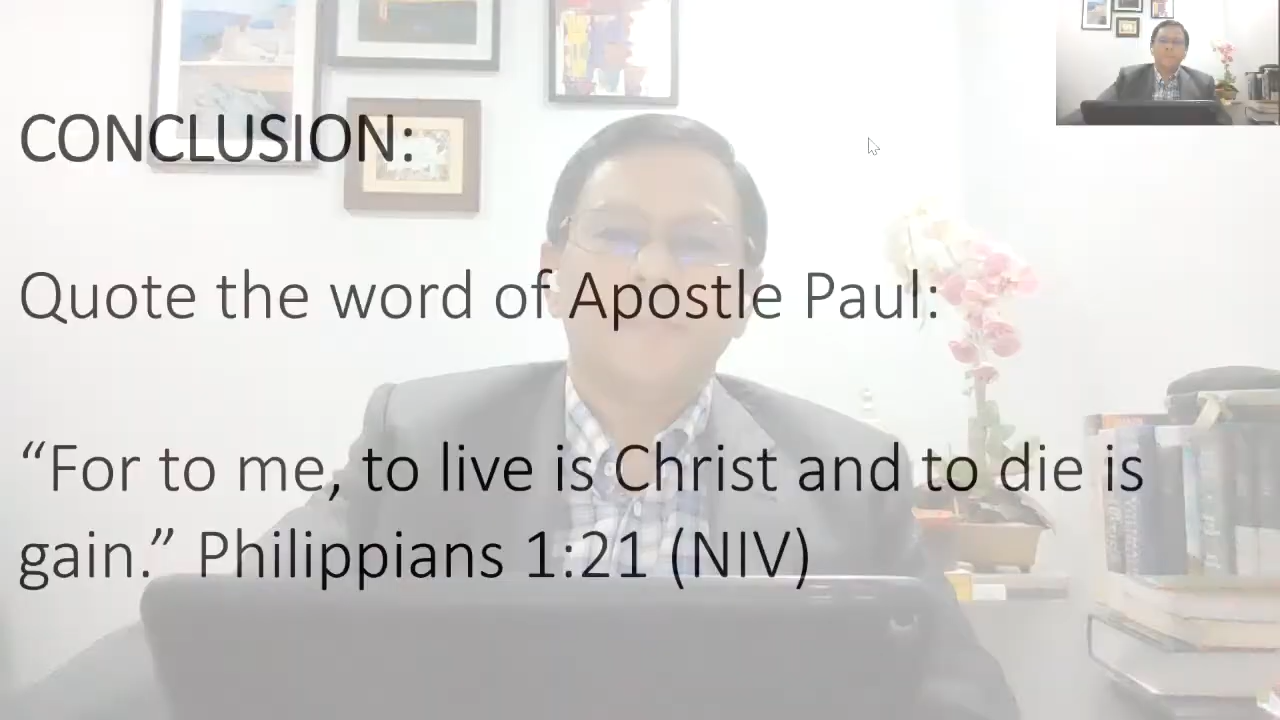 CONCLUSION:
Quote the word of Apostle Paul:
“For to me, to live is Christ and to die is
gain.” Philippians 1:21 (NIV)